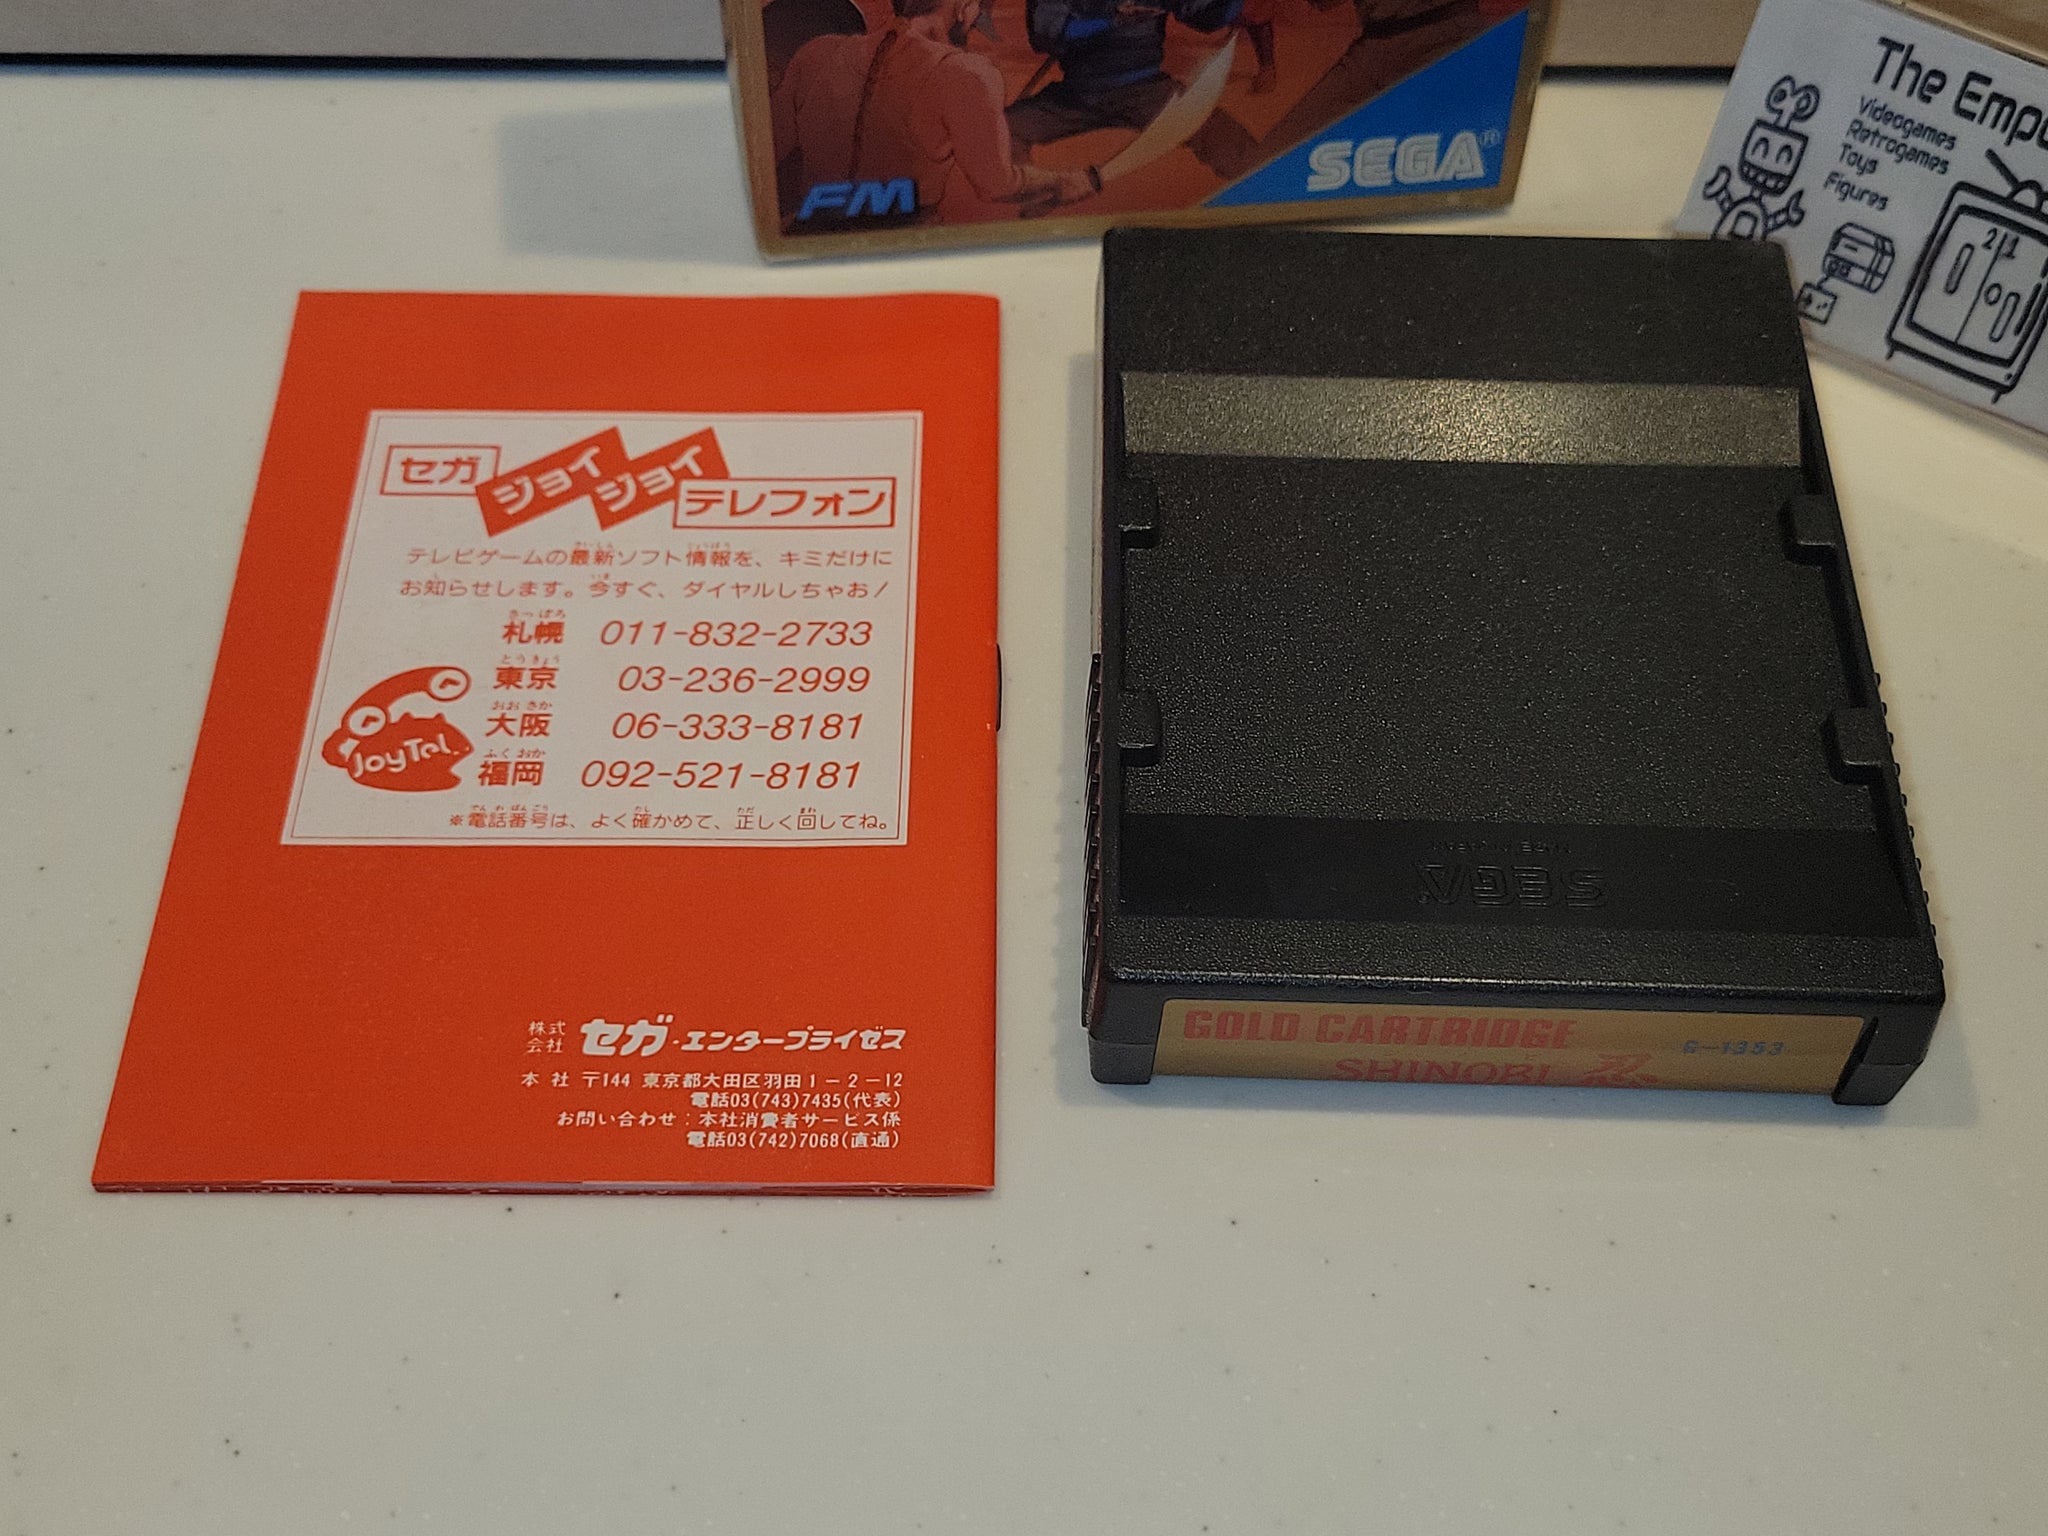 FM
SEGA®
The Empo
Videogames
Retrogames
Toys
Figures
21
セガ ジョイ ジョイ テレフォン
テレビゲームの最新ソフト情報を、キミだけに
お知らせします。今すぐ、ダイヤルしちゃお!
札幌 011-832-2733
東京 03-236-2999
大阪 06-333-8181
福岡 092-521-8181
JoyTel
※電話番号は、よく確かめて、正しく回してね。
株式会社 セガ・エンタープライゼス
本社 〒144 東京都大田区羽田1-2-12
電話03(743)7435(代表)
お問い合わせ:本社消費者サービス係
電話03(742)7068(直通)
SEGA
GOLD CARTRIDGE
G-1353
SHINOBI 忍